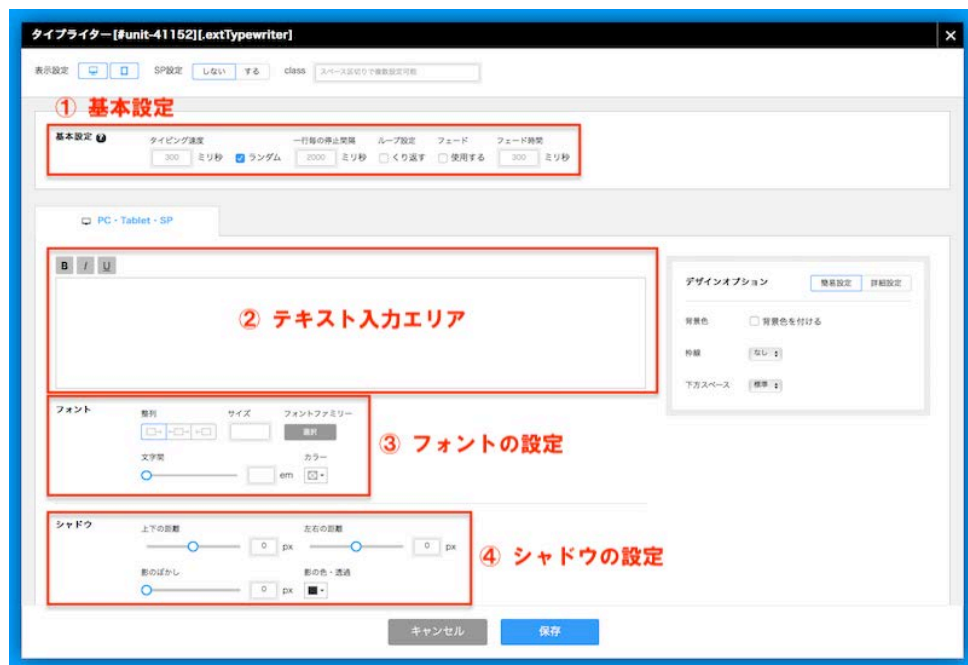 タイプライター[#unit-41152][.extTypewriter]
表示設定 SP設定 しない する class スペース区切りで複数設定可能
① 基本設定
基本設定 タイピング速度 一行毎の停止間隔 ループ設定 フェード フェード時間
300 ミリ秒 ランダム 2000 ミリ秒 くり返す 使用する 300 ミリ秒
PC・Tablet・SP
B I U
② テキスト入力エリア
デザインオプション 簡易設定 詳細設定
背景色 背景色を付ける
枠線 なし
下方スペース 標準
フォント 整列 サイズ フォントファミリー
選択
③ フォントの設定
文字間 カラー
em
シャドウ 上下の距離 左右の距離
0 px 0 px
④ シャドウの設定
影のぼかし 影の色・透過
0 px
キャンセル 保存